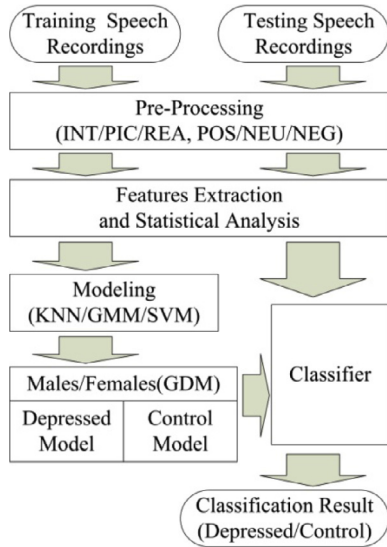 Training Speech
Recordings
Testing Speech
Recordings
Pre-Processing
(INT/PIC/REA, POS/NEU/NEG)
Features Extraction
and Statistical Analysis
Modeling
(KNN/GMM/SVM)
Males/Females(GDM)
Depressed
Model
Control
Model
Classifier
Classification Result
(Depressed/Control)